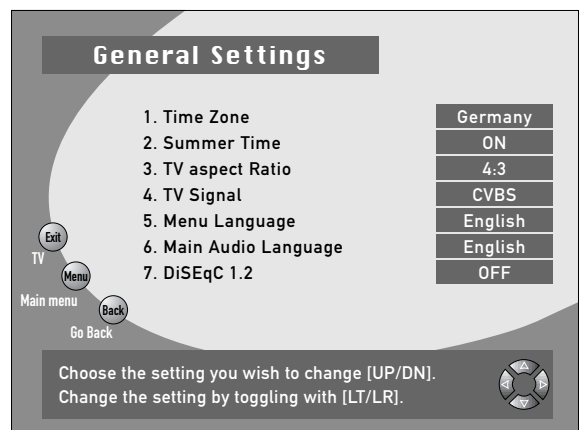 General Settings
1. Time Zone Germany
2. Summer Time ON
3. TV aspect Ratio 4:3
4. TV Signal CVBS
5. Menu Language English
6. Main Audio Language English
7. DiSEqC 1.2 OFF
Exit
TV
Menu
Main menu
Back
Go Back
Choose the setting you wish to change [UP/DN].
Change the setting by toggling with [LT/LR].